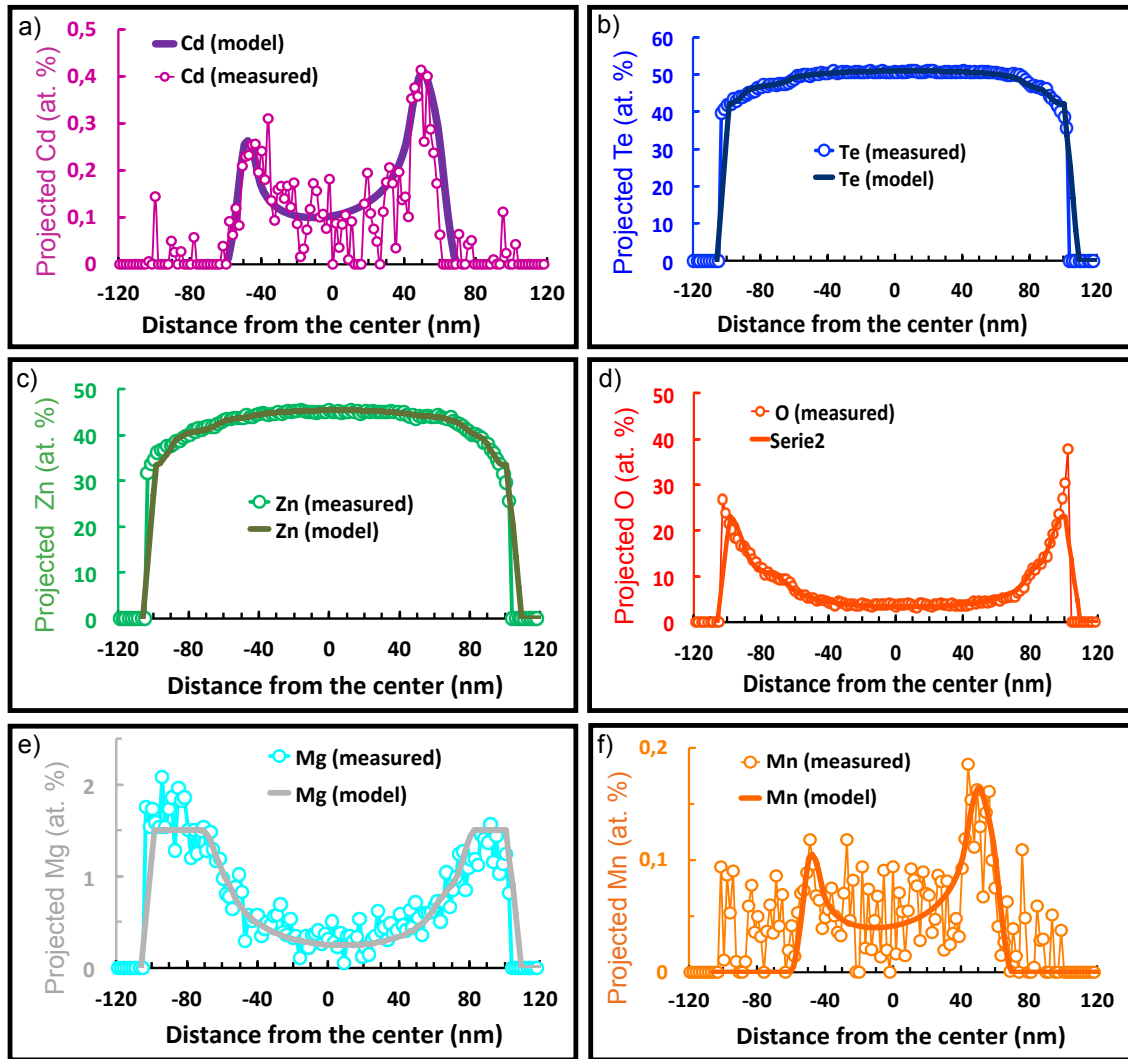 a)
Projected Cd (at. %)
0,5
0,4
0,3
0,2
0,1
0
Cd (model)
Cd (measured)
-120 -80 -40 0 40 80 120
Distance from the center (nm)
b)
Projected Te (at. %)
60
50
40
30
20
10
0
Te (measured)
Te (model)
-120 -80 -40 0 40 80 120
Distance from the center (nm)
c)
Projected Zn (at. %)
50
40
30
20
10
0
Zn (measured)
Zn (model)
-120 -80 -40 0 40 80 120
Distance from the center (nm)
d)
Projected O (at. %)
50
40
30
20
10
0
O (measured)
Serie2
-120 -80 -40 0 40 80 120
Distance from the center (nm)
e)
Projected Mg (at. %)
2
1
0
Mg (measured)
Mg (model)
-120 -80 -40 0 40 80 120
Distance from the center (nm)
f)
Projected Mn (at. %)
0,2
0,1
0
Mn (measured)
Mn (model)
-120 -80 -40 0 40 80 120
Distance from the center (nm)